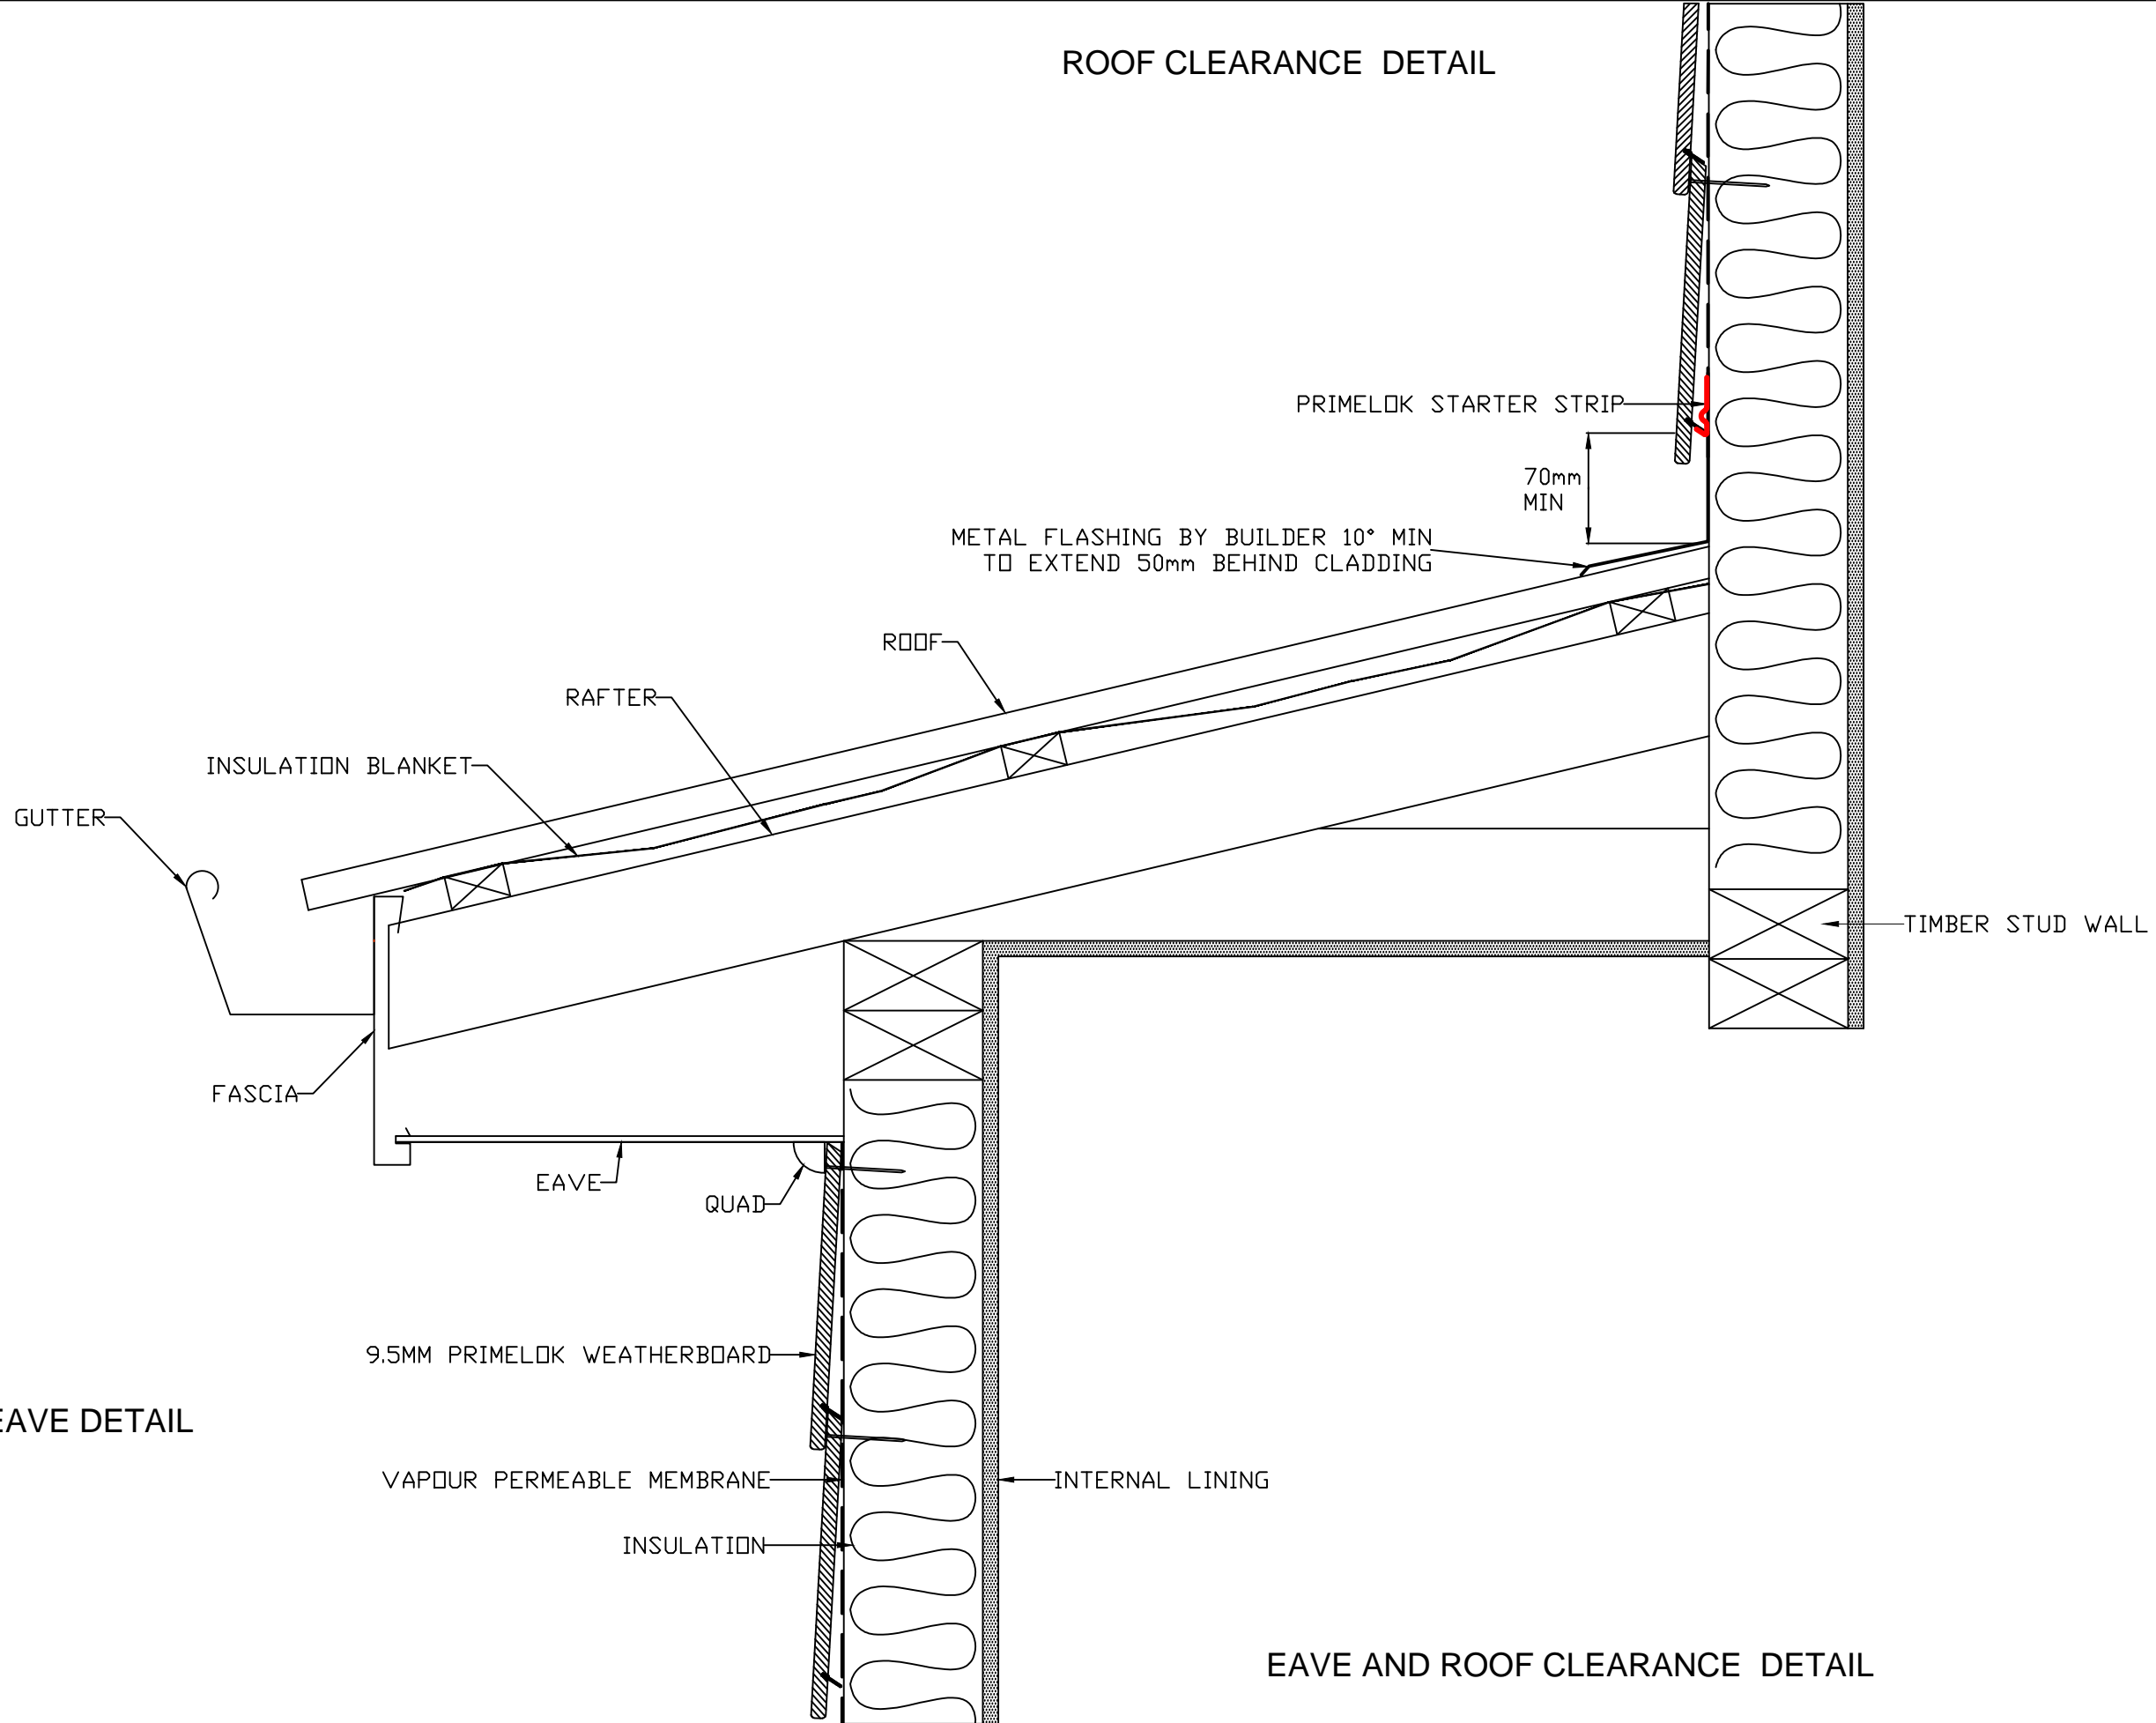 ROOF CLEARANCE DETAIL
PRIMELOK STARTER STRIP
70mm
MIN
METAL FLASHING BY BUILDER 10° MIN
TO EXTEND 50mm BEHIND CLADDING
ROOF
RAFTER
INSULATION BLANKET
GUTTER
TIMBER STUD WALL
FASCIA
EAVE
QUAD
9.5MM PRIMELOK WEATHERBOARD
EAVE DETAIL
VAPOUR PERMEABLE MEMBRANE
INTERNAL LINING
INSULATION
EAVE AND ROOF CLEARANCE DETAIL